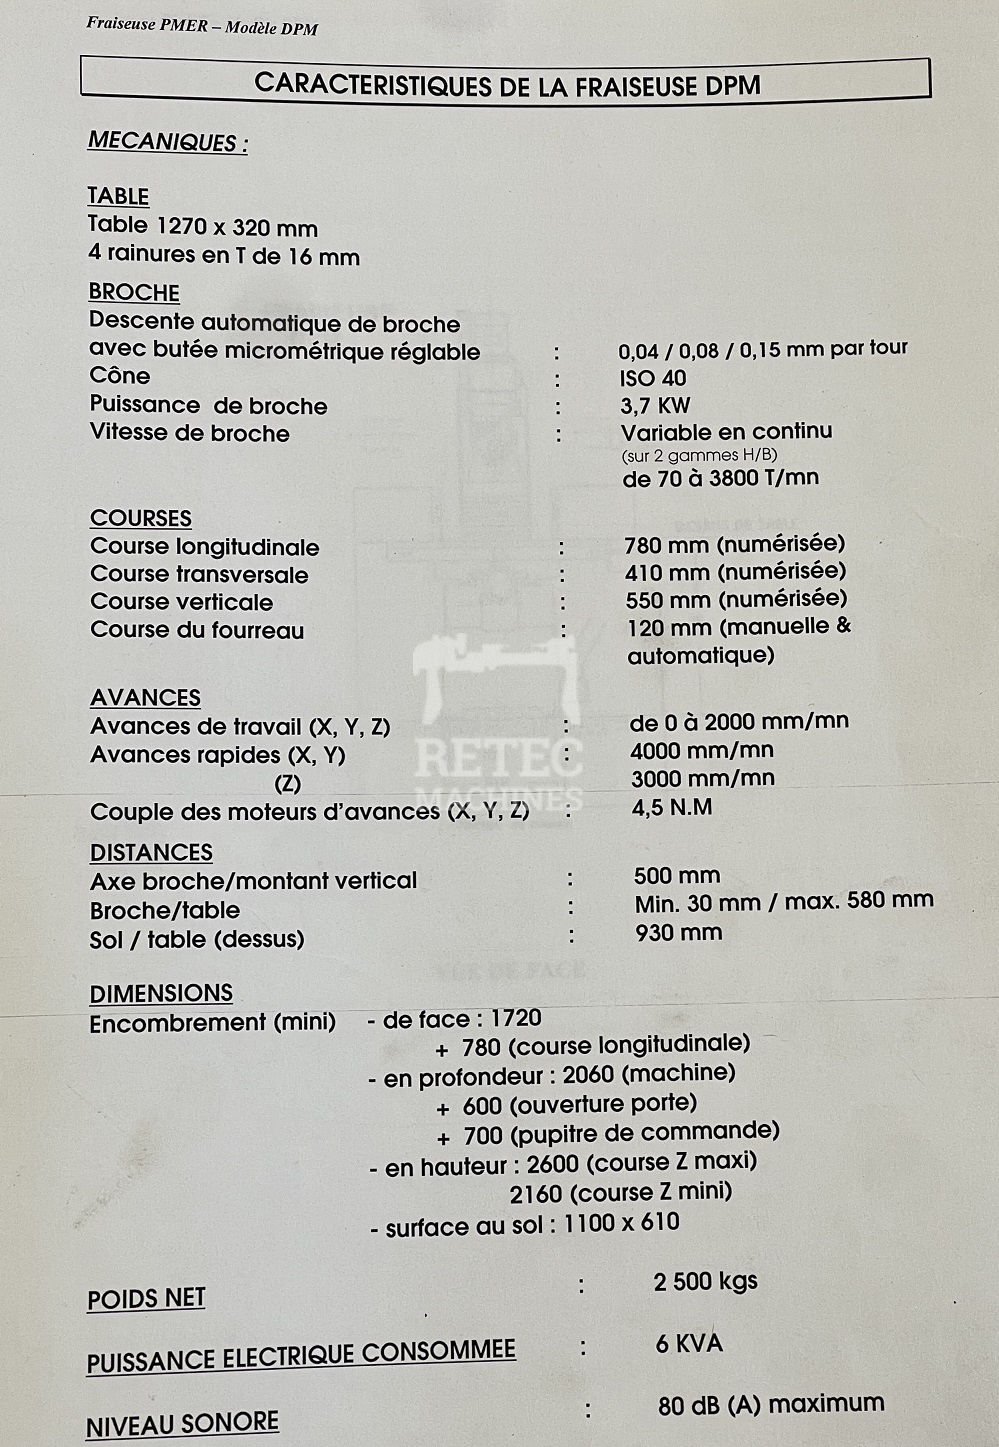 Fraiseuse PMER – Modèle DPM
CARACTERISTIQUES DE LA FRAISEUSE DPM
MECANIQUES :
TABLE
Table 1270 x 320 mm
4 rainures en T de 16 mm
BROCHE
Descente automatique de broche
avec butée micrométrique réglable : 0,04 / 0,08 / 0,15 mm par tour
Cône : ISO 40
Puissance de broche : 3,7 KW
Vitesse de broche : Variable en continu
(sur 2 gammes H/B)
de 70 à 3800 T/mn
COURSES
Course longitudinale : 780 mm (numérisée)
Course transversale : 410 mm (numérisée)
Course verticale : 550 mm (numérisée)
Course du fourreau : 120 mm (manuelle &
automatique)
AVANCES
Avances de travail (X, Y, Z) : de 0 à 2000 mm/mn
Avances rapides (X, Y) : 4000 mm/mn
(Z) 3000 mm/mn
Couple des moteurs d'avances (X, Y, Z) : 4,5 N.M
RETEC
MACHINES
DISTANCES
Axe broche/montant vertical : 500 mm
Broche/table : Min. 30 mm / max. 580 mm
Sol / table (dessus) : 930 mm
VUE DE FACE
DIMENSIONS
Encombrement (mini) - de face : 1720
+ 780 (course longitudinale)
- en profondeur : 2060 (machine)
+ 600 (ouverture porte)
+ 700 (pupitre de commande)
- en hauteur : 2600 (course Z maxi)
2160 (course Z mini)
- surface au sol : 1100 x 610
POIDS NET : 2 500 kgs
PUISSANCE ELECTRIQUE CONSOMMEE : 6 KVA
NIVEAU SONORE : 80 dB (A) maximum